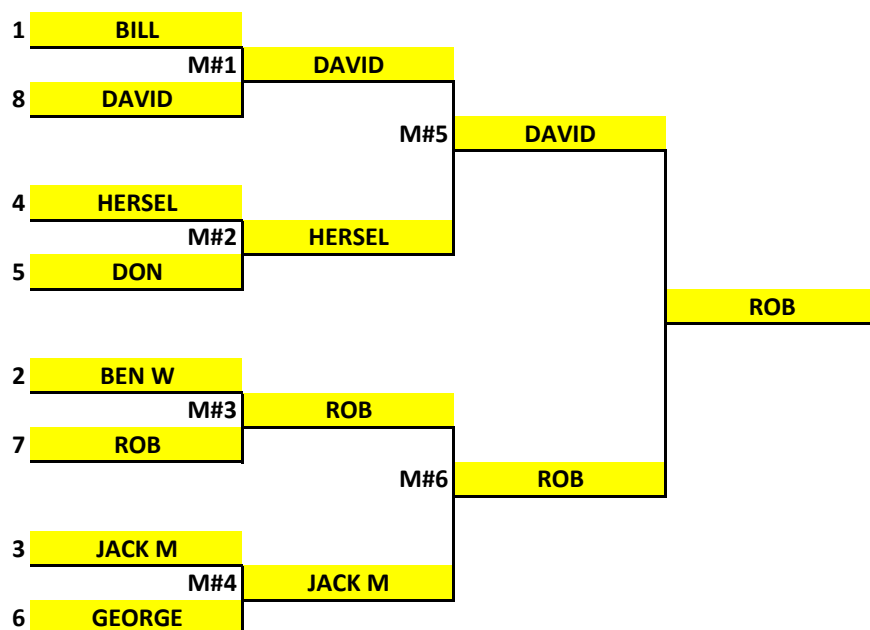 1 BILL
M#1 DAVID
8 DAVID
M#5 DAVID
4 HERSEL
M#2 HERSEL
5 DON
ROB
2 BEN W
M#3 ROB
7 ROB
M#6 ROB
3 JACK M
M#4 JACK M
6 GEORGE